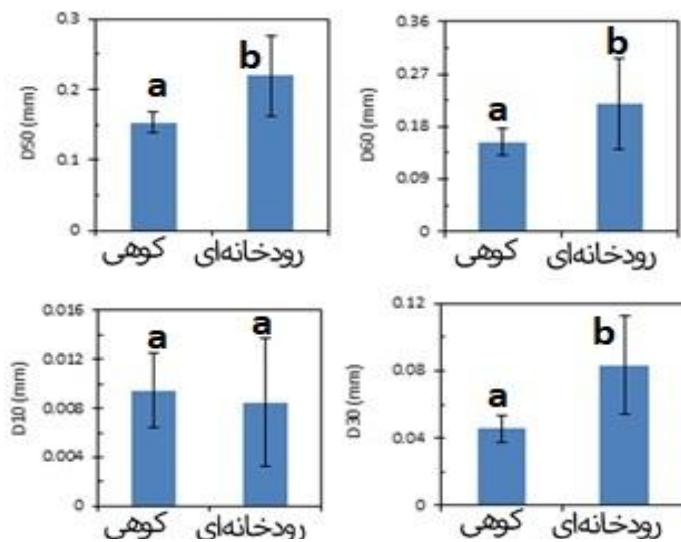 0.3
0.2
0.1
0
D50 (mm)
a
b
کوهی
رودخانه‌ای
0.36
0.27
0.18
0.09
0
D60 (mm)
a
b
کوهی
رودخانه‌ای
0.016
0.012
0.008
0.004
0
D10 (mm)
a
a
کوهی
رودخانه‌ای
0.12
0.08
0.04
0
D30 (mm)
a
b
کوهی
رودخانه‌ای